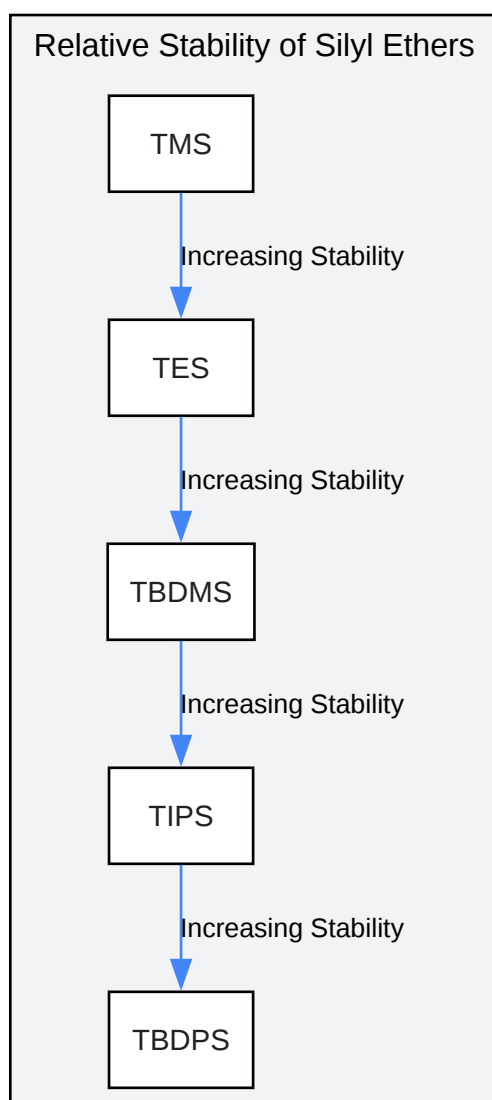 Relative Stability of Silyl Ethers
TMS
Increasing Stability
TES
Increasing Stability
TBDMS
Increasing Stability
TIPS
Increasing Stability
TBDPS